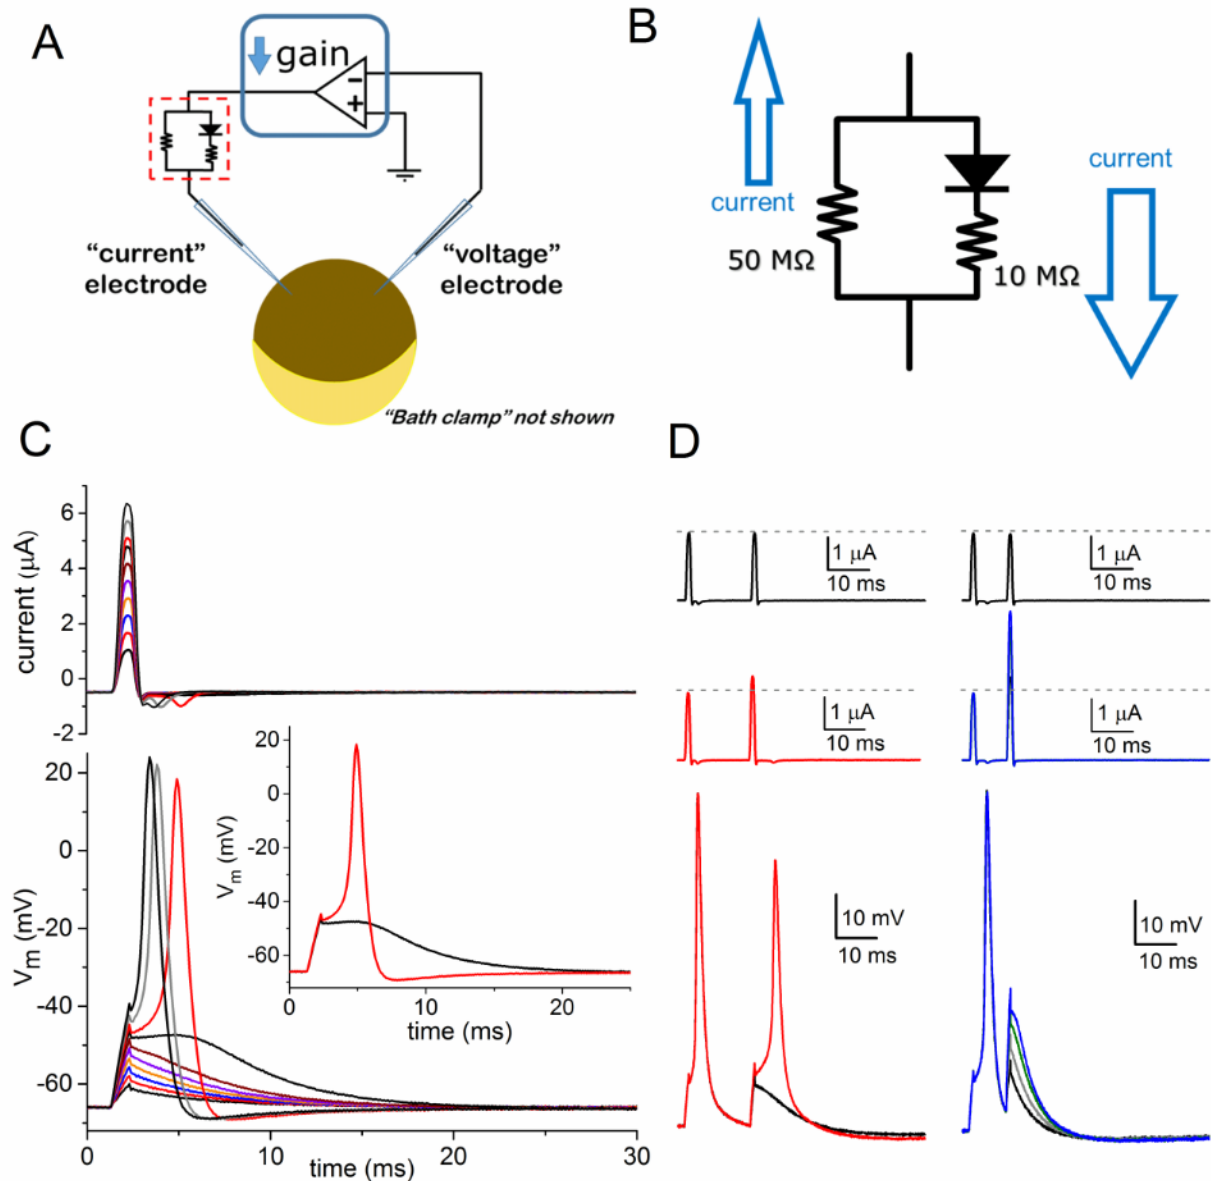 A
gain
−
+
"current"
electrode
"voltage"
electrode
"Bath clamp" not shown
B
current
current
50 MΩ
10 MΩ
C
current (μA)
6
4
2
0
-2
Vm (mV)
20
0
-20
-40
-60
0
10
20
30
time (ms)
Vm (mV)
20
0
-20
-40
-60
0
10
20
time (ms)
D
1 μA
10 ms
1 μA
10 ms
1 μA
10 ms
1 μA
10 ms
10 mV
10 ms
10 mV
10 ms